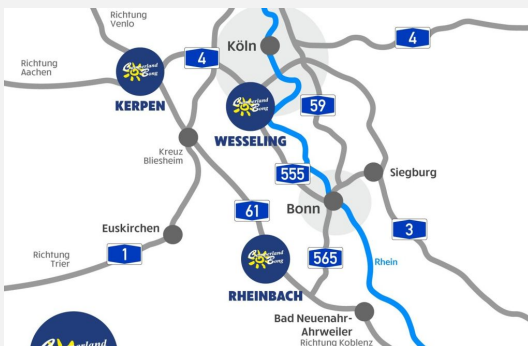 Richtung
Venlo
Köln
4
4
Richtung
Aachen
KERPEN
59
WESSELING
Kreuz
Bliesheim
555
Siegburg
61
Bonn
Euskirchen
3
1
565
Rhein
Richtung
Trier
RHEINBACH
Bad Neuenahr-
Ahrweiler
Richtung Koblenz